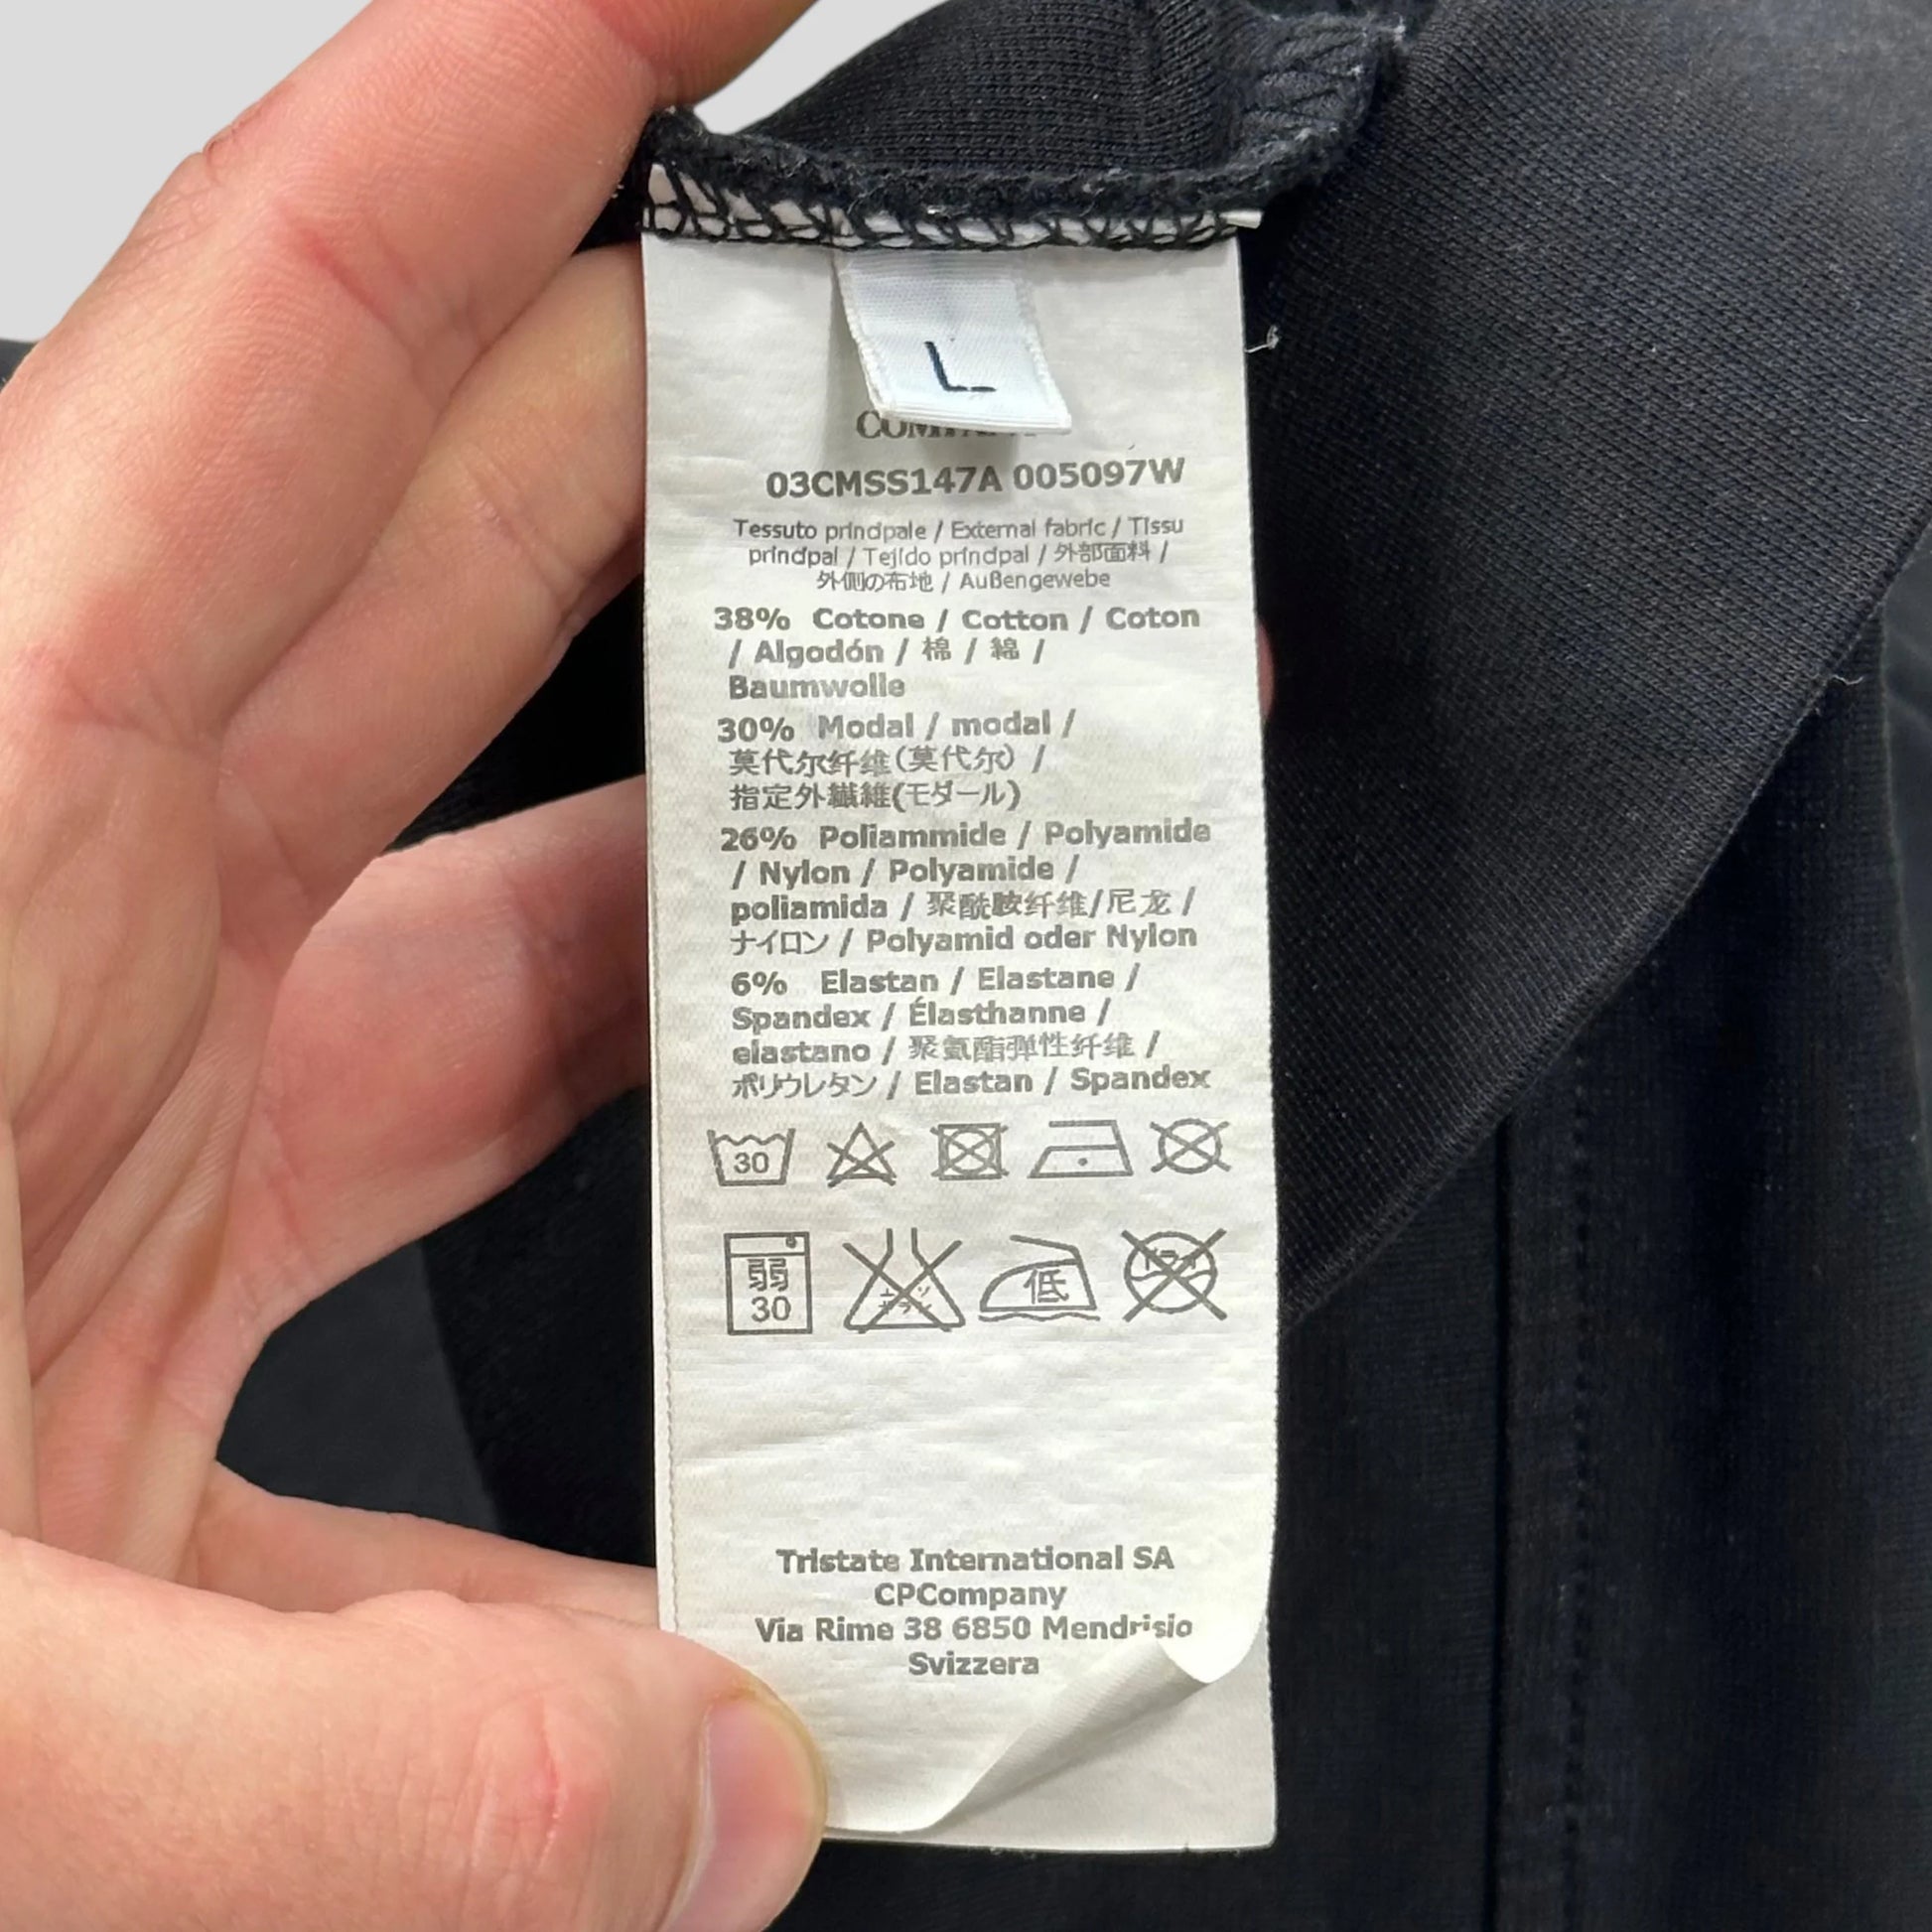 L
03CMSS147A 005097W
Tessuto principale / External fabric / Tissu
principal / Tejido principal / 外部面料 /
外側の布地 / Außengewebe
38% Cotone / Cotton / Coton
/ Algodón / 棉 / 綿 /
Baumwolle
30% Modal / modal /
莫代尔纤维(莫代尔) /
指定外繊維(モダール)
26% Poliammide / Polyamide
/ Nylon / Polyamide /
poliamida / 聚酰胺纤维/尼龙 /
ナイロン / Polyamid oder Nylon
6% Elastan / Elastane /
Spandex / Élasthanne /
elastano / 聚氨酯弹性纤维 /
ポリウレタン / Elastan / Spandex
30
弱 低
30
Tristate International SA
CPCompany
Via Rime 38 6850 Mendrisio
Svizzera